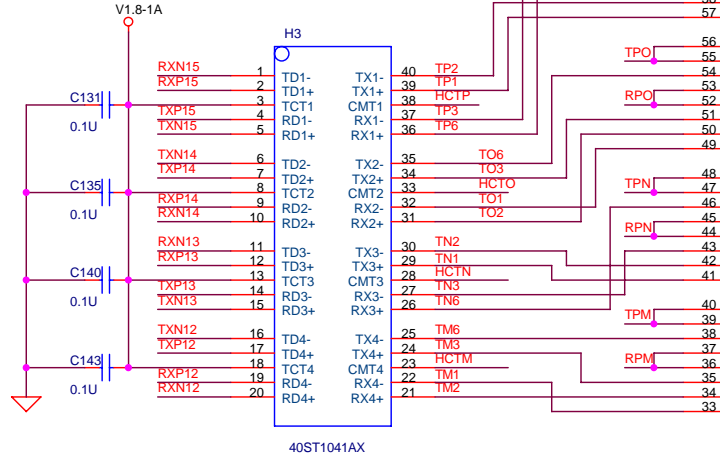 V1.8-1A
57
H3
56
TPO
55
RXN15 1 TD1- TX1- 40 TP2 54
RXP15 2 TD1+ TX1+ 39 TP1 53
C131 3 TCT1 CMT1 38 HCTP RPO 52
TXP15 4 RD1- RX1- 37 TP3 51
0.1U TXN15 5 RD1+ RX1+ 36 TP6 50
49
TXN14 6 TD2- TX2- 35 TO6
TXP14 7 TD2+ TX2+ 34 TO3 48
C135 8 TCT2 CMT2 33 HCTO TPN 47
RXP14 9 RD2- RX2- 32 TO1 46
0.1U RXN14 10 RD2+ RX2+ 31 TO2 45
RPN 44
RXN13 11 TD3- TX3- 30 TN2 43
RXP13 12 TD3+ TX3+ 29 TN1 42
C140 13 TCT3 CMT3 28 HCTN 41
TXP13 14 RD3- RX3- 27 TN3
0.1U TXN13 15 RD3+ RX3+ 26 TN6 40
TPM 39
TXN12 16 TD4- TX4- 25 TM6 38
TXP12 17 TD4+ TX4+ 24 TM3 37
C143 18 TCT4 CMT4 23 HCTM RPM 36
RXP12 19 RD4- RX4- 22 TM1 35
0.1U RXN12 20 RD4+ RX4+ 21 TM2 34
33
40ST1041AX